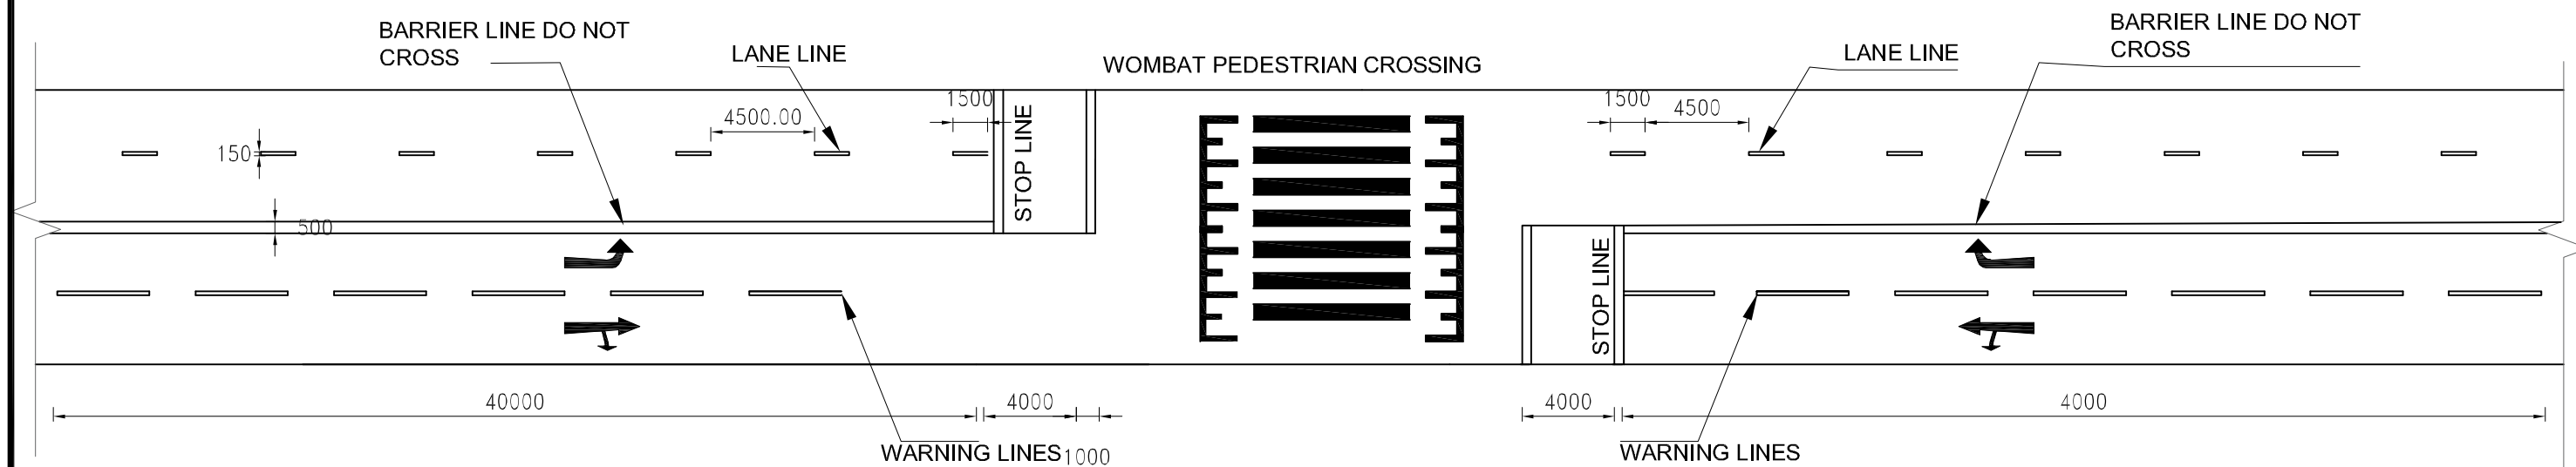 BARRIER LINE DO NOT
CROSS
LANE LINE
WOMBAT PEDESTRIAN CROSSING
LANE LINE
BARRIER LINE DO NOT
CROSS
1500
4500.00
150
STOP LINE
1500
4500
500
STOP LINE
40000
4000
4000
4000
WARNING LINES
1000
WARNING LINES